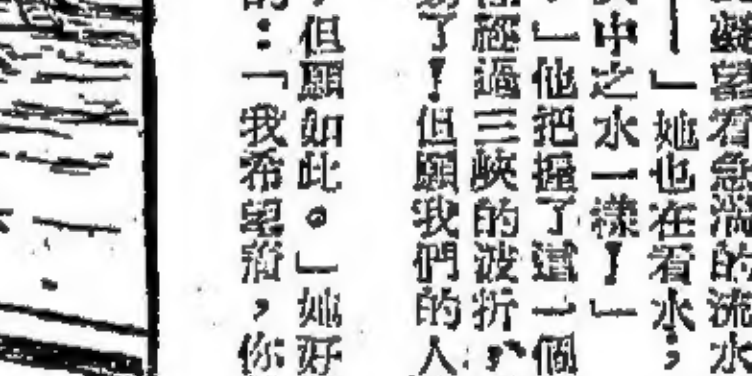 凝望着急湍的流水
—」她也在看水；
中之水一樣！」
。」他把握了這一個
經過三峽的波折，
了！但願我們的人
，但願如此。」她好
的：「我希望着，你